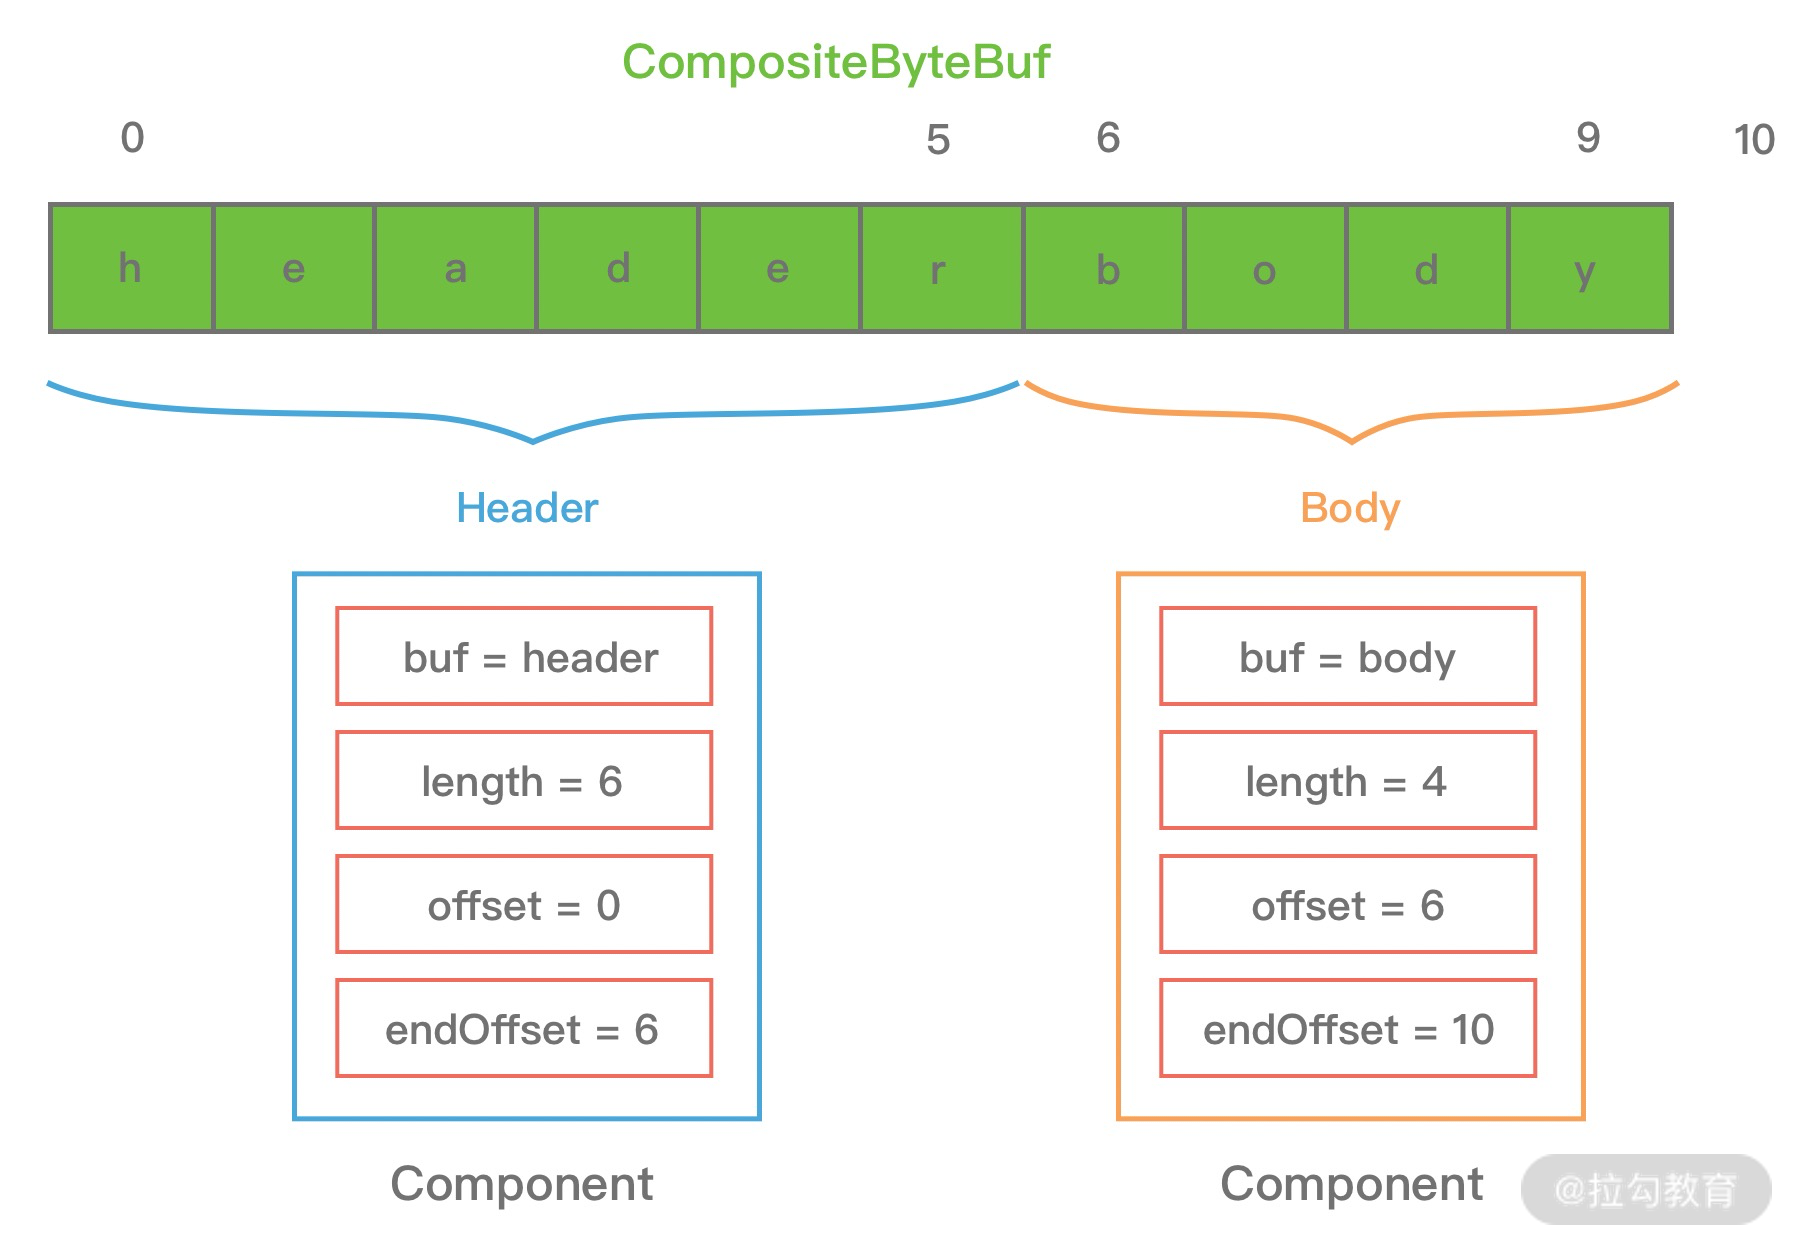 CompositeByteBuf
0 5 6 9 10
h e a d e r b o d y
Header Body
buf = header buf = body
length = 6 length = 4
offset = 0 offset = 6
endOffset = 6 endOffset = 10
Component Component
@拉勾教育